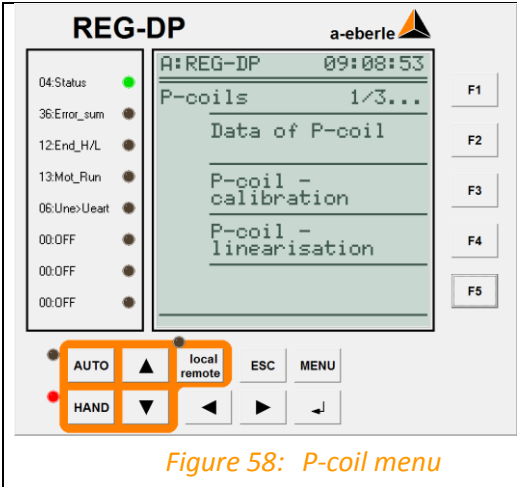 REG-DP
a-eberle
A:REG-DP 09:08:53
P-coils 1/3...
Data of P-coil
P-coil -
calibration
P-coil -
linearisation
04:Status
36:Error_sum
12:End_H/L
13:Mot_Run
06:Une>Ueart
00:OFF
00:OFF
00:OFF
F1
F2
F3
F4
F5
AUTO
local
remote
ESC
MENU
HAND
Figure 58: P-coil menu